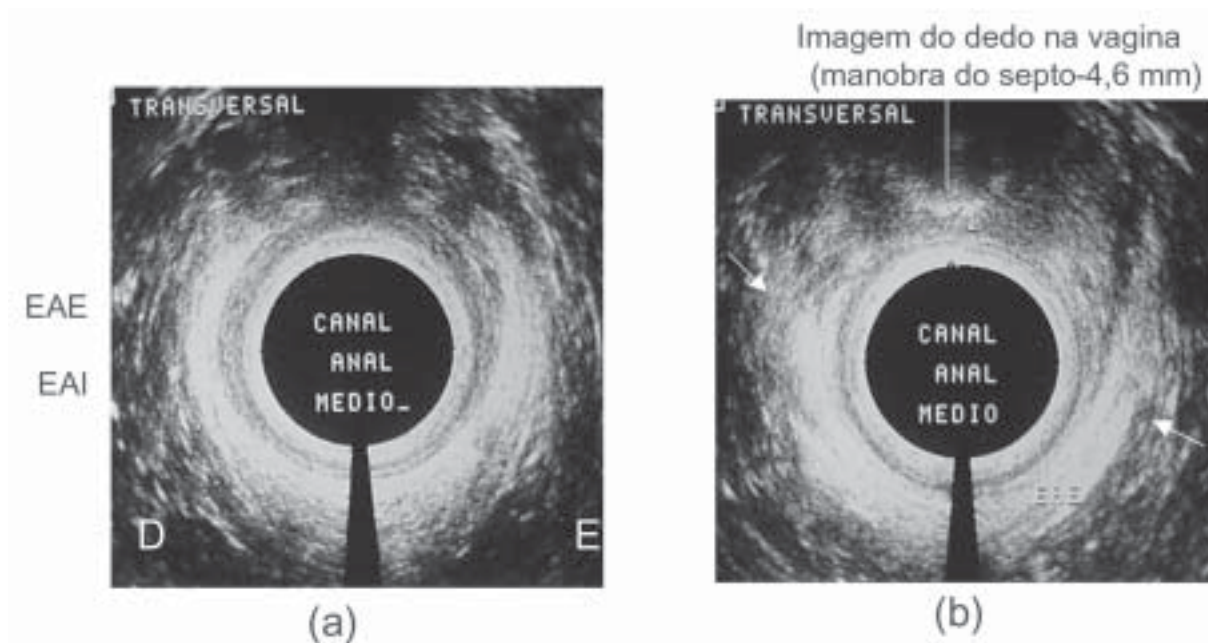 Imagem do dedo na vagina
(manobra do septo-4,6 mm)
TRANSVERSAL
TRANSVERSAL
EAE
EAI
CANAL
ANAL
MEDIO_
CANAL
ANAL
MEDIO
D
E
(a)
(b)